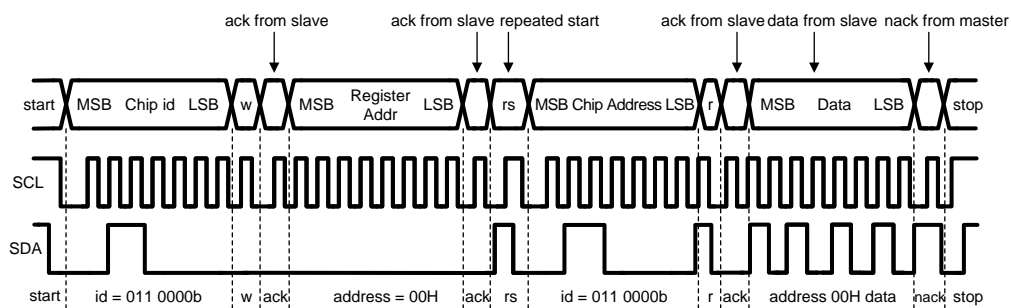 ack from slave ack from slave repeated start ack from slave data from slave nack from master
start MSB Chip id LSB w MSB Register Addr LSB rs MSB Chip Address LSB r MSB Data LSB stop
SCL
SDA
start id = 011 0000b w ack address = 00H ack rs id = 011 0000b r ack address 00H data nack stop